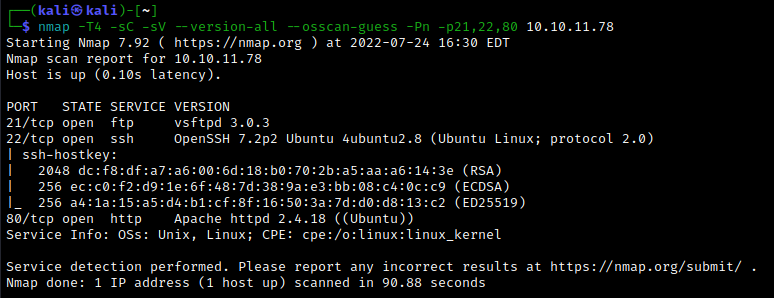 ┌──(kali㉿kali)-[~]
└─$ nmap -T4 -sC -sV --version-all --osscan-guess -Pn -p21,22,80 10.10.11.78
Starting Nmap 7.92 ( https://nmap.org ) at 2022-07-24 16:30 EDT
Nmap scan report for 10.10.11.78
Host is up (0.10s latency).

PORT   STATE SERVICE VERSION
21/tcp open  ftp     vsftpd 3.0.3
22/tcp open  ssh     OpenSSH 7.2p2 Ubuntu 4ubuntu2.8 (Ubuntu Linux; protocol 2.0)
| ssh-hostkey:
|   2048 dc:f8:df:a7:a6:00:6d:18:b0:70:2b:a5:aa:a6:14:3e (RSA)
|   256 ec:c0:f2:d9:1e:6f:48:7d:38:9a:e3:bb:08:c4:0c:c9 (ECDSA)
|_  256 a4:1a:15:a5:d4:b1:cf:8f:16:50:3a:7d:d0:d8:13:c2 (ED25519)
80/tcp open  http    Apache httpd 2.4.18 ((Ubuntu))
Service Info: OSs: Unix, Linux; CPE: cpe:/o:linux:linux_kernel

Service detection performed. Please report any incorrect results at https://nmap.org/submit/ .
Nmap done: 1 IP address (1 host up) scanned in 90.88 seconds